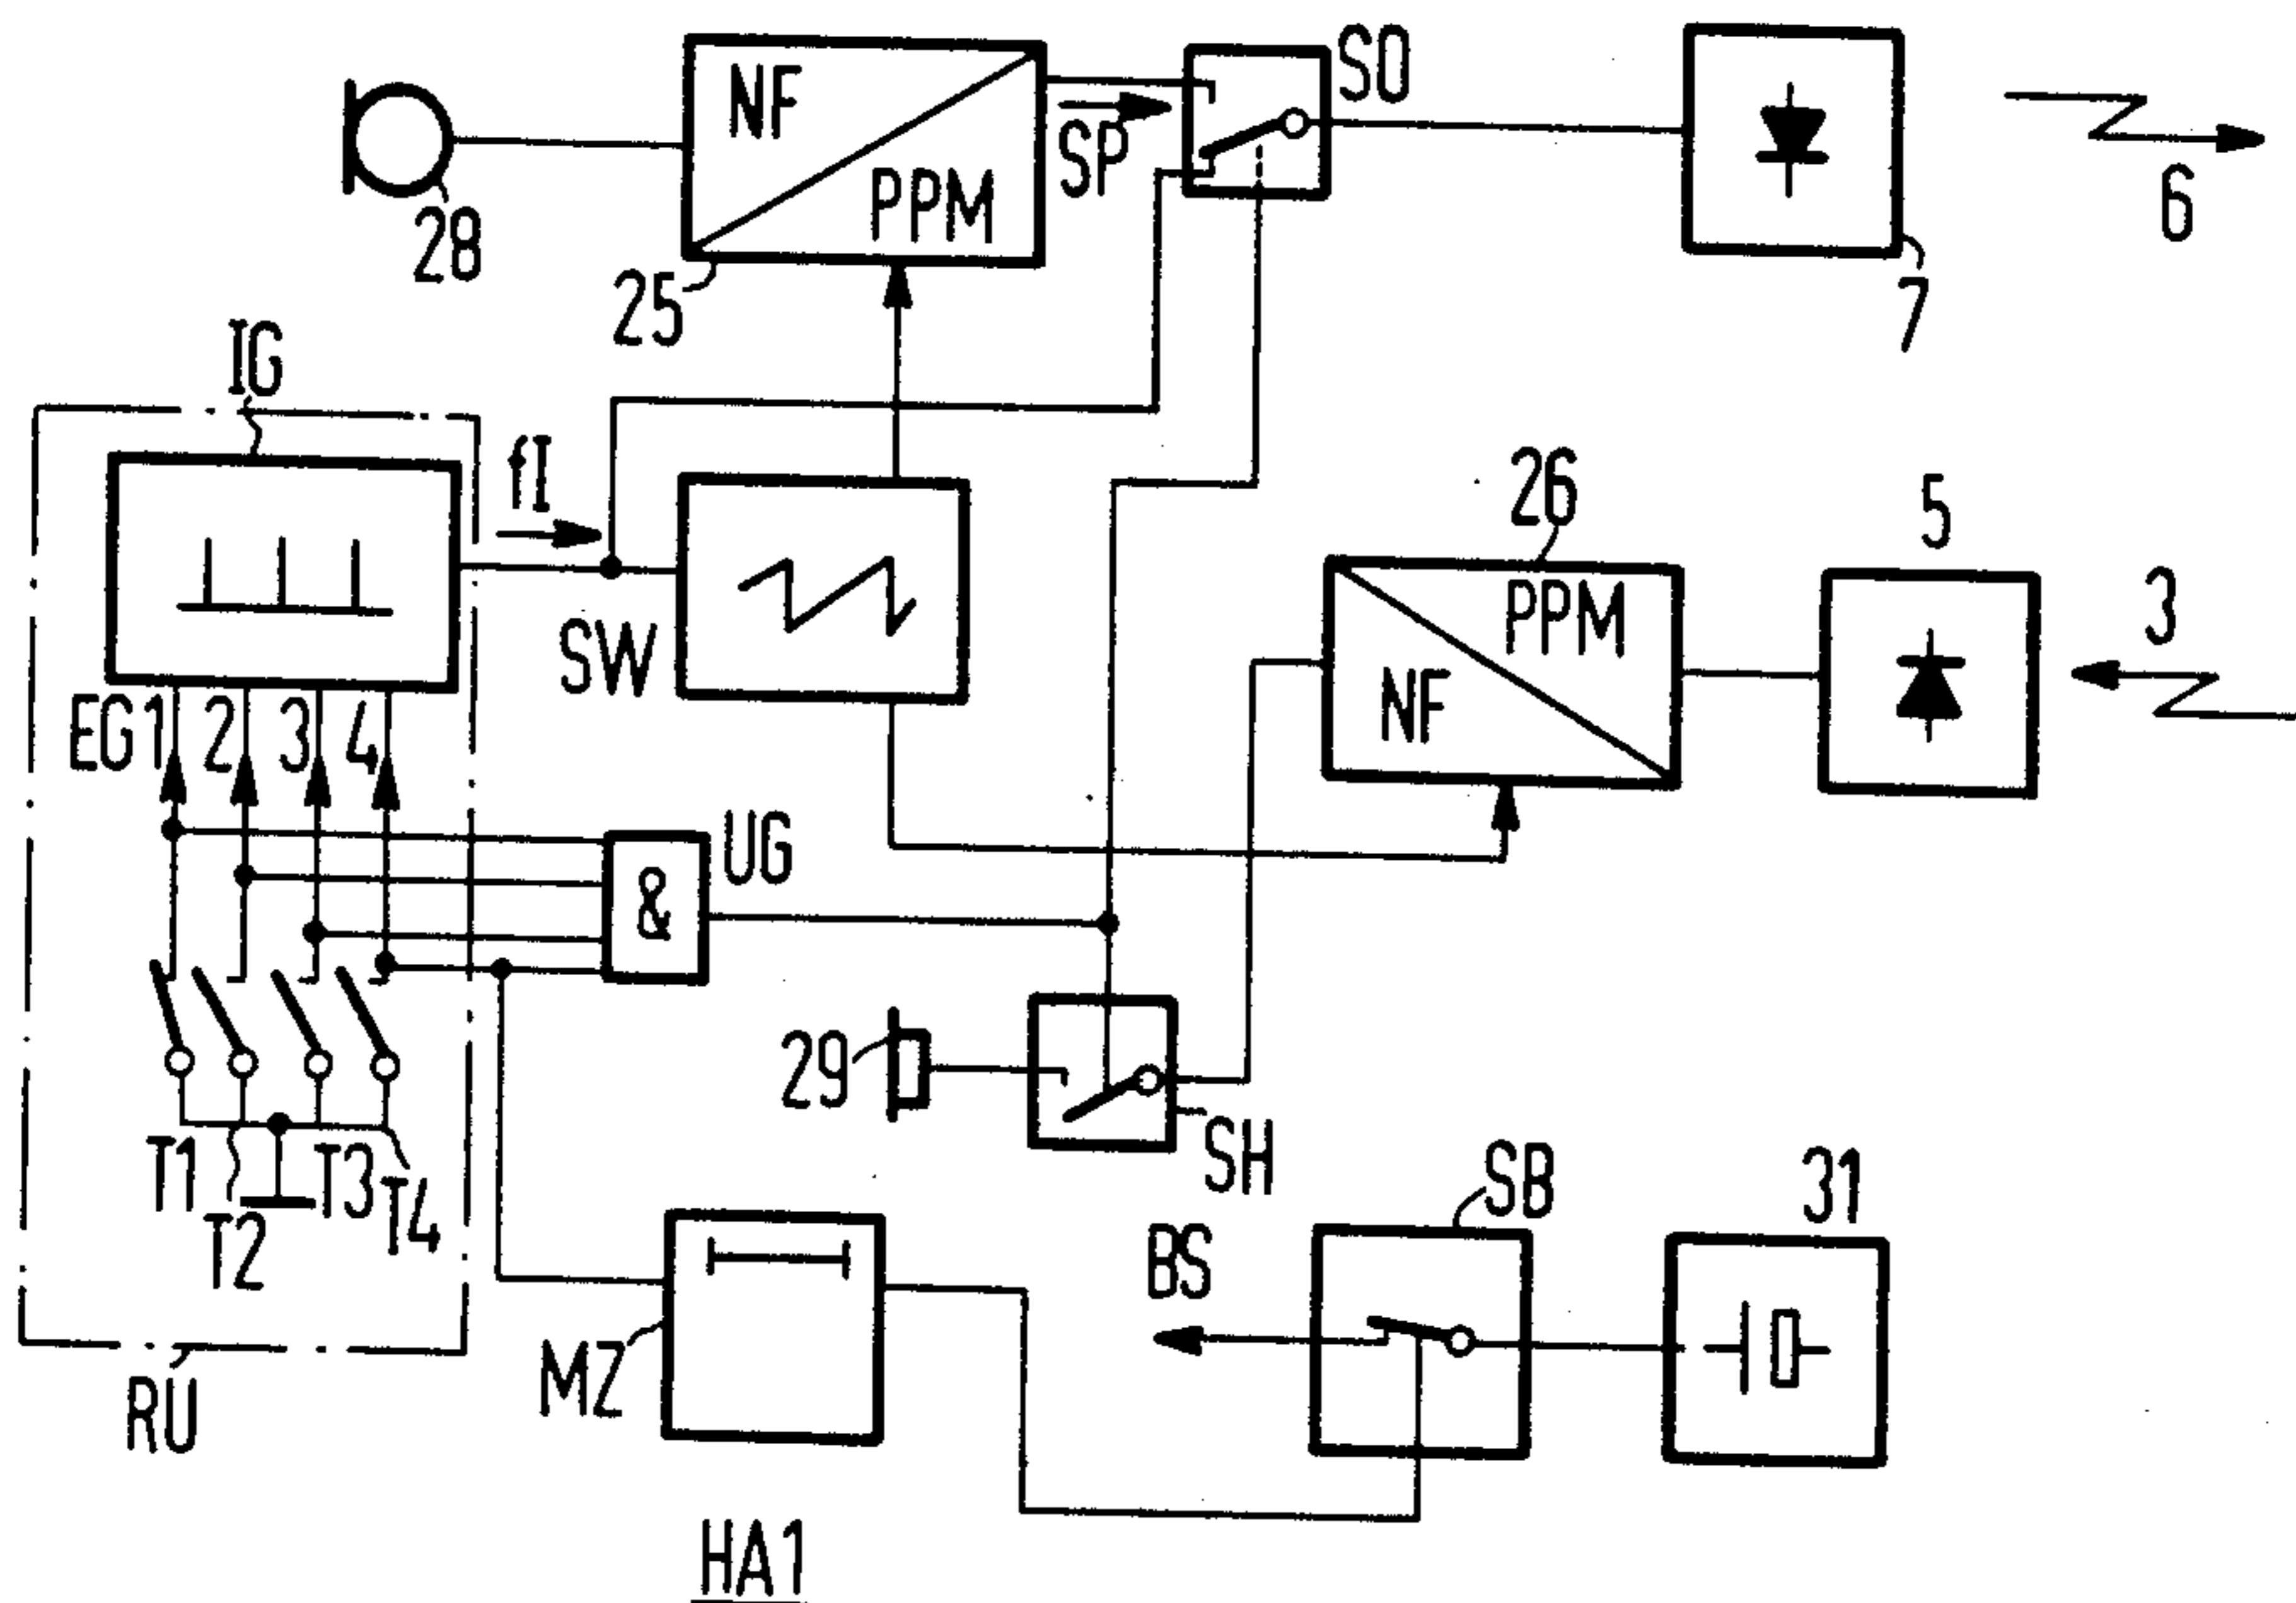 NF
PPM
SP
SO
28
25
6
7
IG
fI
SW
26
5
3
PPM
NF
EG1 2 3 4
UG
&
29
SH
T1
T2
T3
T4
SB
31
BS
MZ
RU
HA1